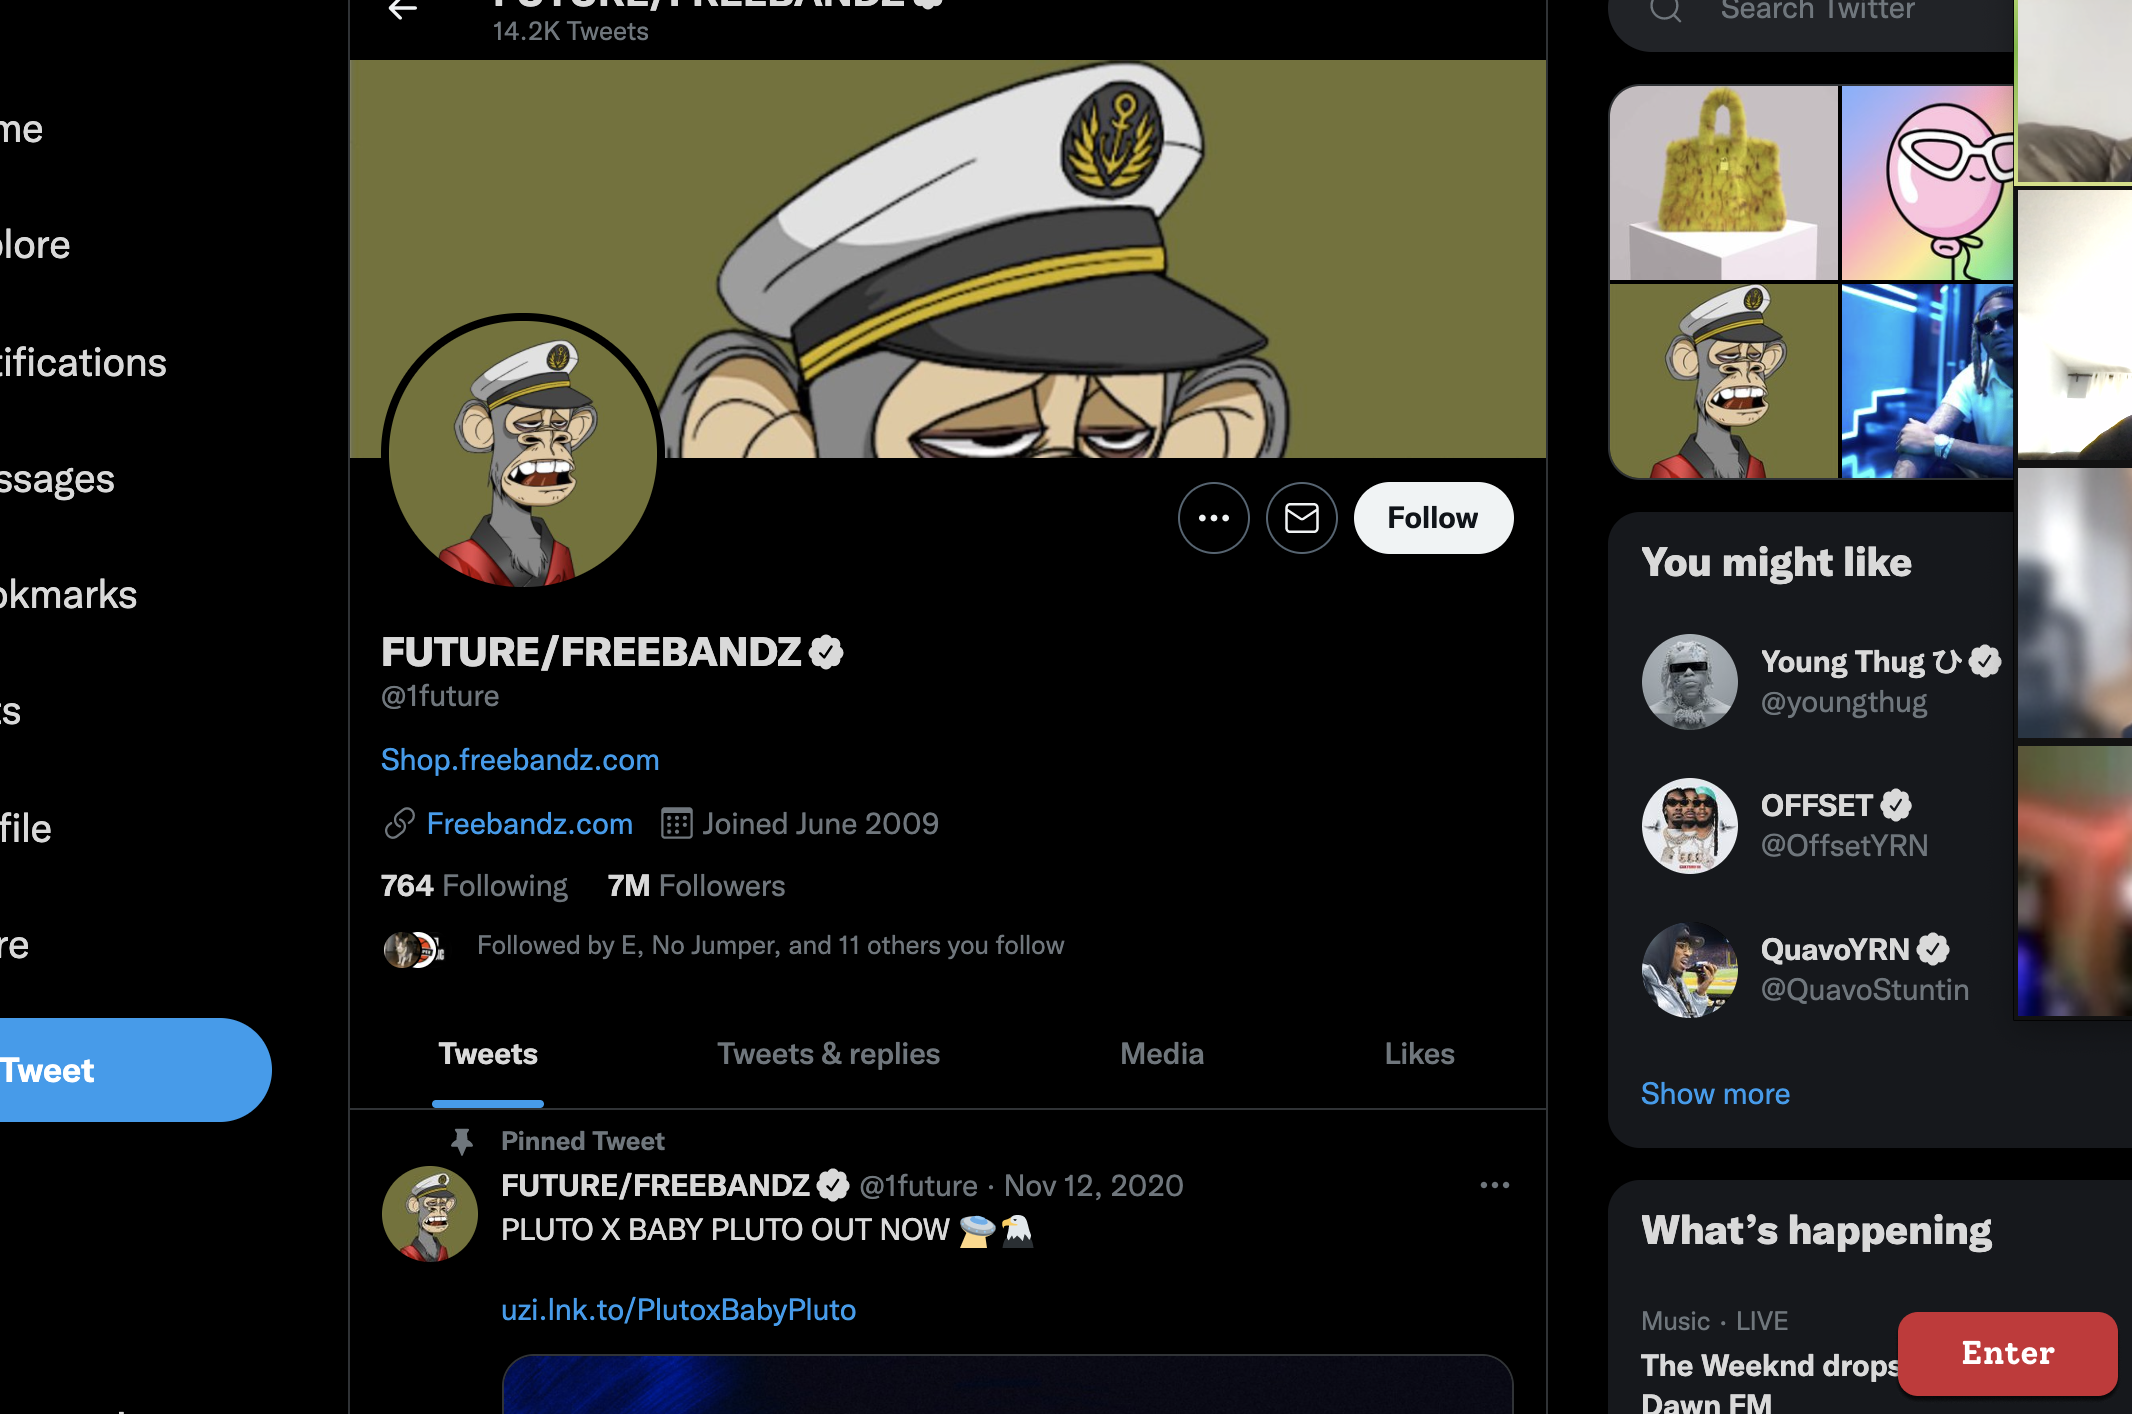 FUTURE/FREEBANDZ
14.2K Tweets
Search Twitter
me
lore
tifications
ssages
okmarks
ts
file
re
Tweet
Follow
FUTURE/FREEBANDZ
@1future
Shop.freebandz.com
Freebandz.com Joined June 2009
764 Following 7M Followers
Followed by E, No Jumper, and 11 others you follow
Tweets Tweets & replies Media Likes
Pinned Tweet
FUTURE/FREEBANDZ @1future · Nov 12, 2020
PLUTO X BABY PLUTO OUT NOW 🛸🦅
uzi.lnk.to/PlutoxBabyPluto
You might like
Young Thug ひ
@youngthug
OFFSET
@OffsetYRN
QuavoYRN
@QuavoStuntin
Show more
What's happening
Music · LIVE
The Weeknd drops
Dawn FM
Enter